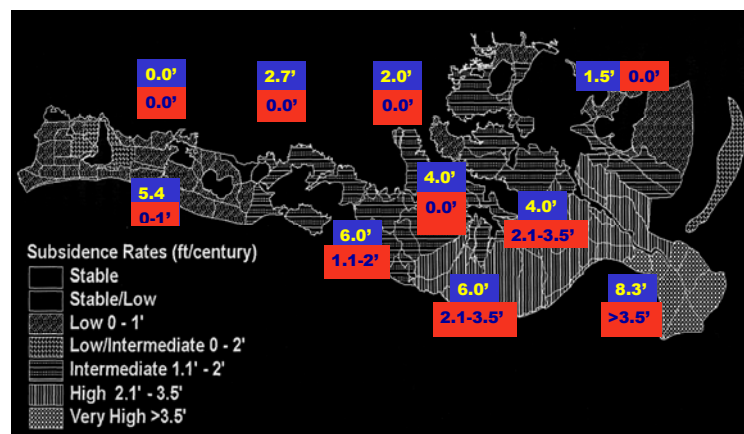 0.0’
0.0’
2.7’
0.0’
2.0’
0.0’
1.5’ 0.0’
5.4
0-1’
4.0’
0.0’
4.0’
2.1-3.5’
6.0’
1.1-2’
6.0’
2.1-3.5’
8.3’
>3.5’
Subsidence Rates (ft/century)
Stable
Stable/Low
Low 0 - 1'
Low/Intermediate 0 - 2'
Intermediate 1.1' - 2'
High 2.1' - 3.5'
Very High >3.5'